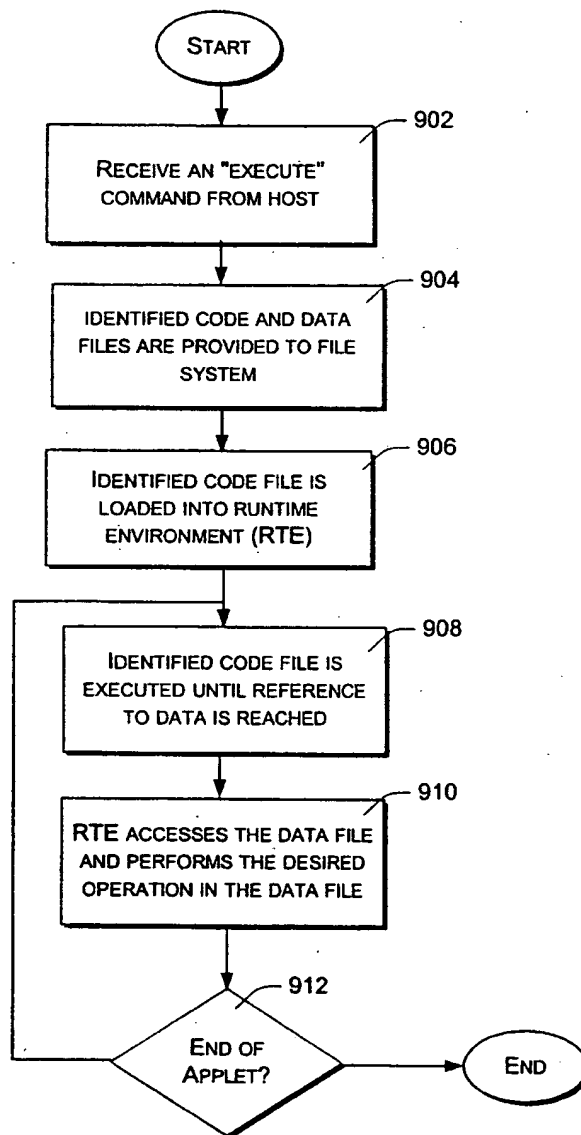 START
902
RECEIVE AN "EXECUTE"
COMMAND FROM HOST
904
IDENTIFIED CODE AND DATA
FILES ARE PROVIDED TO FILE
SYSTEM
906
IDENTIFIED CODE FILE IS
LOADED INTO RUNTIME
ENVIRONMENT (RTE)
908
IDENTIFIED CODE FILE IS
EXECUTED UNTIL REFERENCE
TO DATA IS REACHED
910
RTE ACCESSES THE DATA FILE
AND PERFORMS THE DESIRED
OPERATION IN THE DATA FILE
912
END OF
APPLET?
END